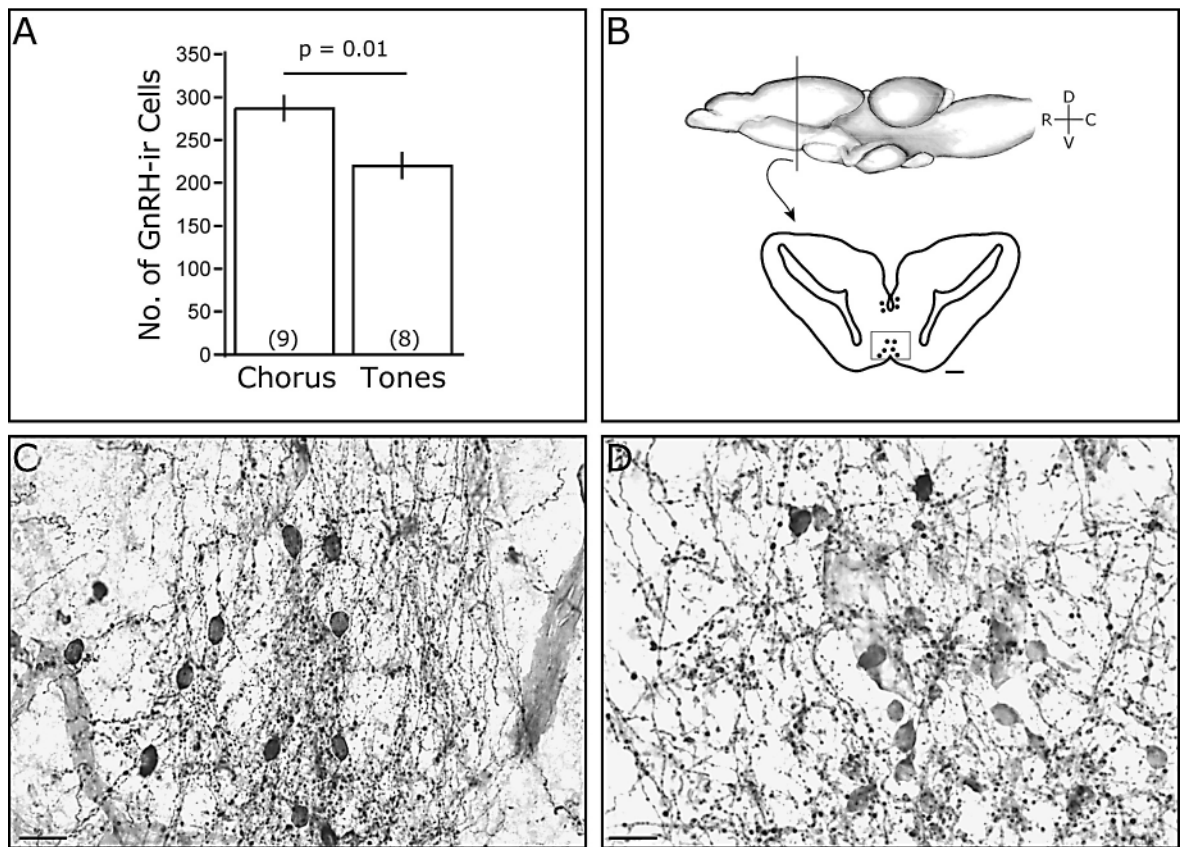 A
p = 0.01
No. of GnRH-ir Cells
350
300
250
200
150
100
50
0
(9)
(8)
Chorus
Tones
B
D
R
C
V
C
D